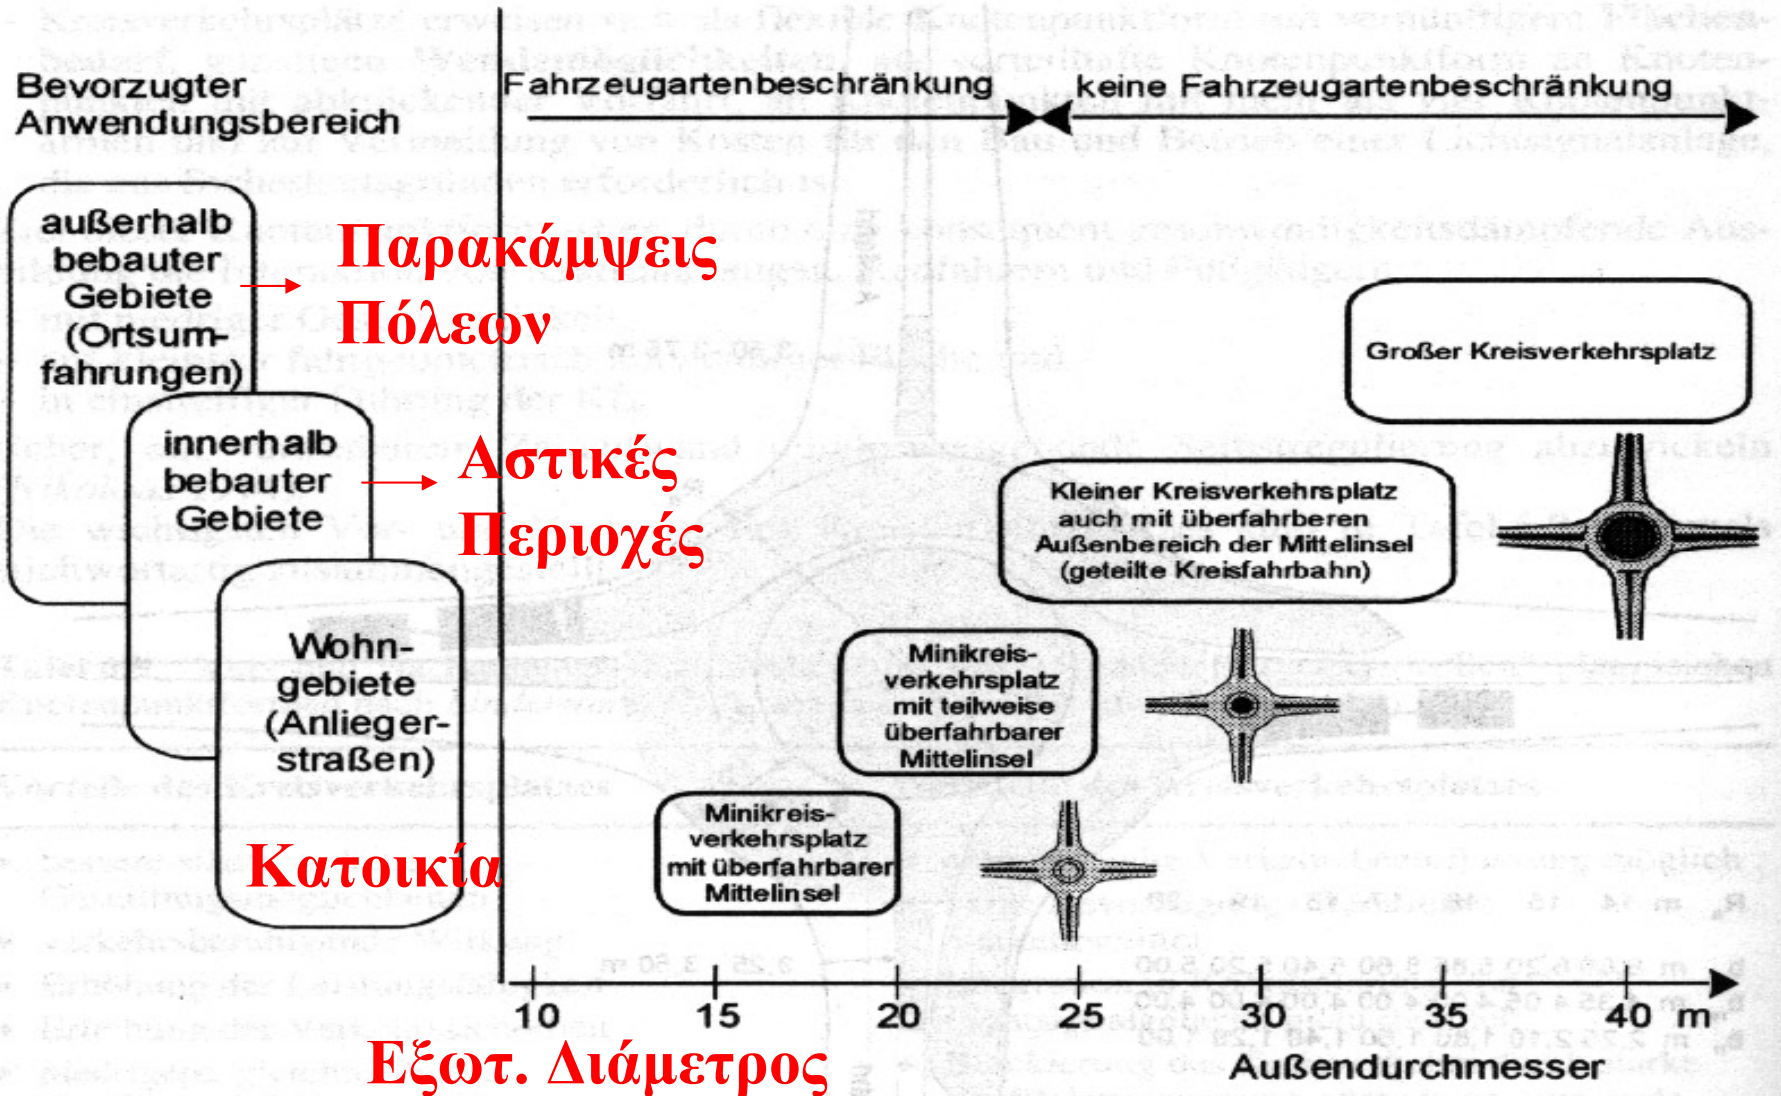 Bevorzugter
Anwendungsbereich
Fahrzeugartenbeschränkung
keine Fahrzeugartenbeschränkung
außerhalb
bebauter
Gebiete
(Ortsum-
fahrungen)
Παρακάμψεις
Πόλεων
innerhalb
bebauter
Gebiete
Αστικές
Περιοχές
Wohn-
gebiete
(Anlieger-
straßen)
Κατοικία
Großer Kreisverkehrsplatz
Kleiner Kreisverkehrsplatz
auch mit überfahrberen
Außenbereich der Mittelinsel
(geteilte Kreisfahrbahn)
Minikreis-
verkehrsplatz
mit teilweise
überfahrbarer
Mittelinsel
Minikreis-
verkehrsplatz
mit überfahrbarer
Mittelinsel
10 15 20 25 30 35 40 m
Εξωτ. Διάμετρος
Außendurchmesser